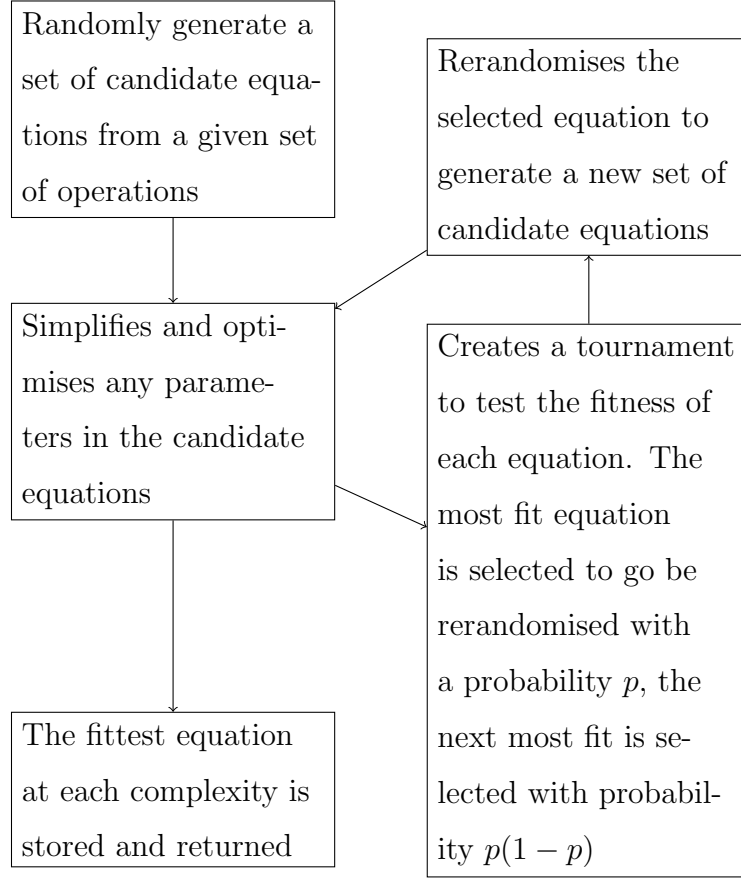 Randomly generate a
set of candidate equa-
tions from a given set
of operations
Rerandomises the
selected equation to
generate a new set of
candidate equations
Simplifies and opti-
mises any parame-
ters in the candidate
equations
Creates a tournament
to test the fitness of
each equation. The
most fit equation
is selected to go be
rerandomised with
a probability p, the
next most fit is se-
lected with probabil-
ity p(1 − p)
The fittest equation
at each complexity is
stored and returned